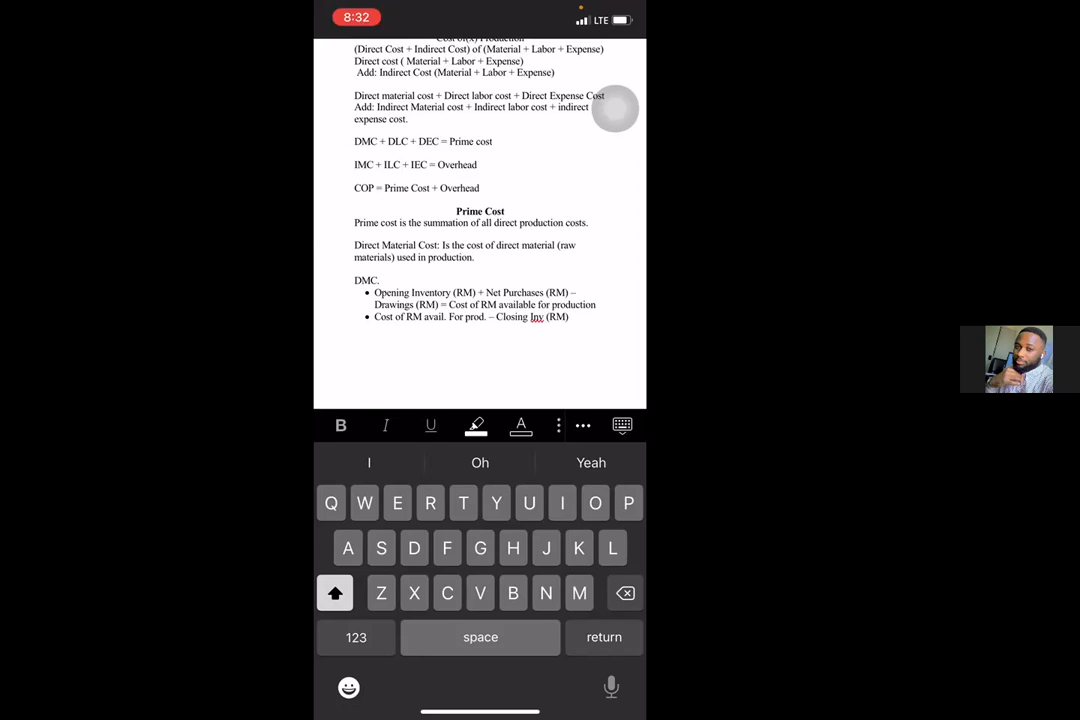 8:32
LTE
Cost of(x) Production
(Direct Cost + Indirect Cost) of (Material + Labor + Expense)
Direct cost ( Material + Labor + Expense)
Add: Indirect Cost (Material + Labor + Expense)
Direct material cost + Direct labor cost + Direct Expense Cost
Add: Indirect Material cost + Indirect labor cost + indirect
expense cost.
DMC + DLC + DEC = Prime cost
IMC + ILC + IEC = Overhead
COP = Prime Cost + Overhead
Prime Cost
Prime cost is the summation of all direct production costs.
Direct Material Cost: Is the cost of direct material (raw
materials) used in production.
DMC.
• Opening Inventory (RM) + Net Purchases (RM) –
Drawings (RM) = Cost of RM available for production
• Cost of RM avail. For prod. – Closing Inv (RM)
B I U A
I Oh Yeah
Q W E R T Y U I O P
A S D F G H J K L
Z X C V B N M
123 space return